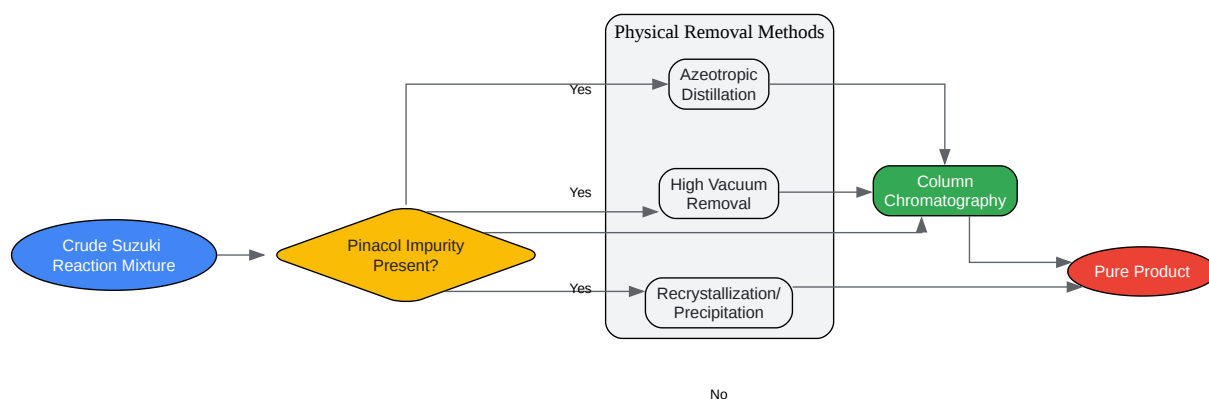 Physical Removal Methods
Azeotropic
Distillation
Yes
High Vacuum
Removal
Yes
Column
Chromatography
Crude Suzuki
Reaction Mixture
Pinacol Impurity
Present?
Pure Product
Yes
Recrystallization/
Precipitation
No